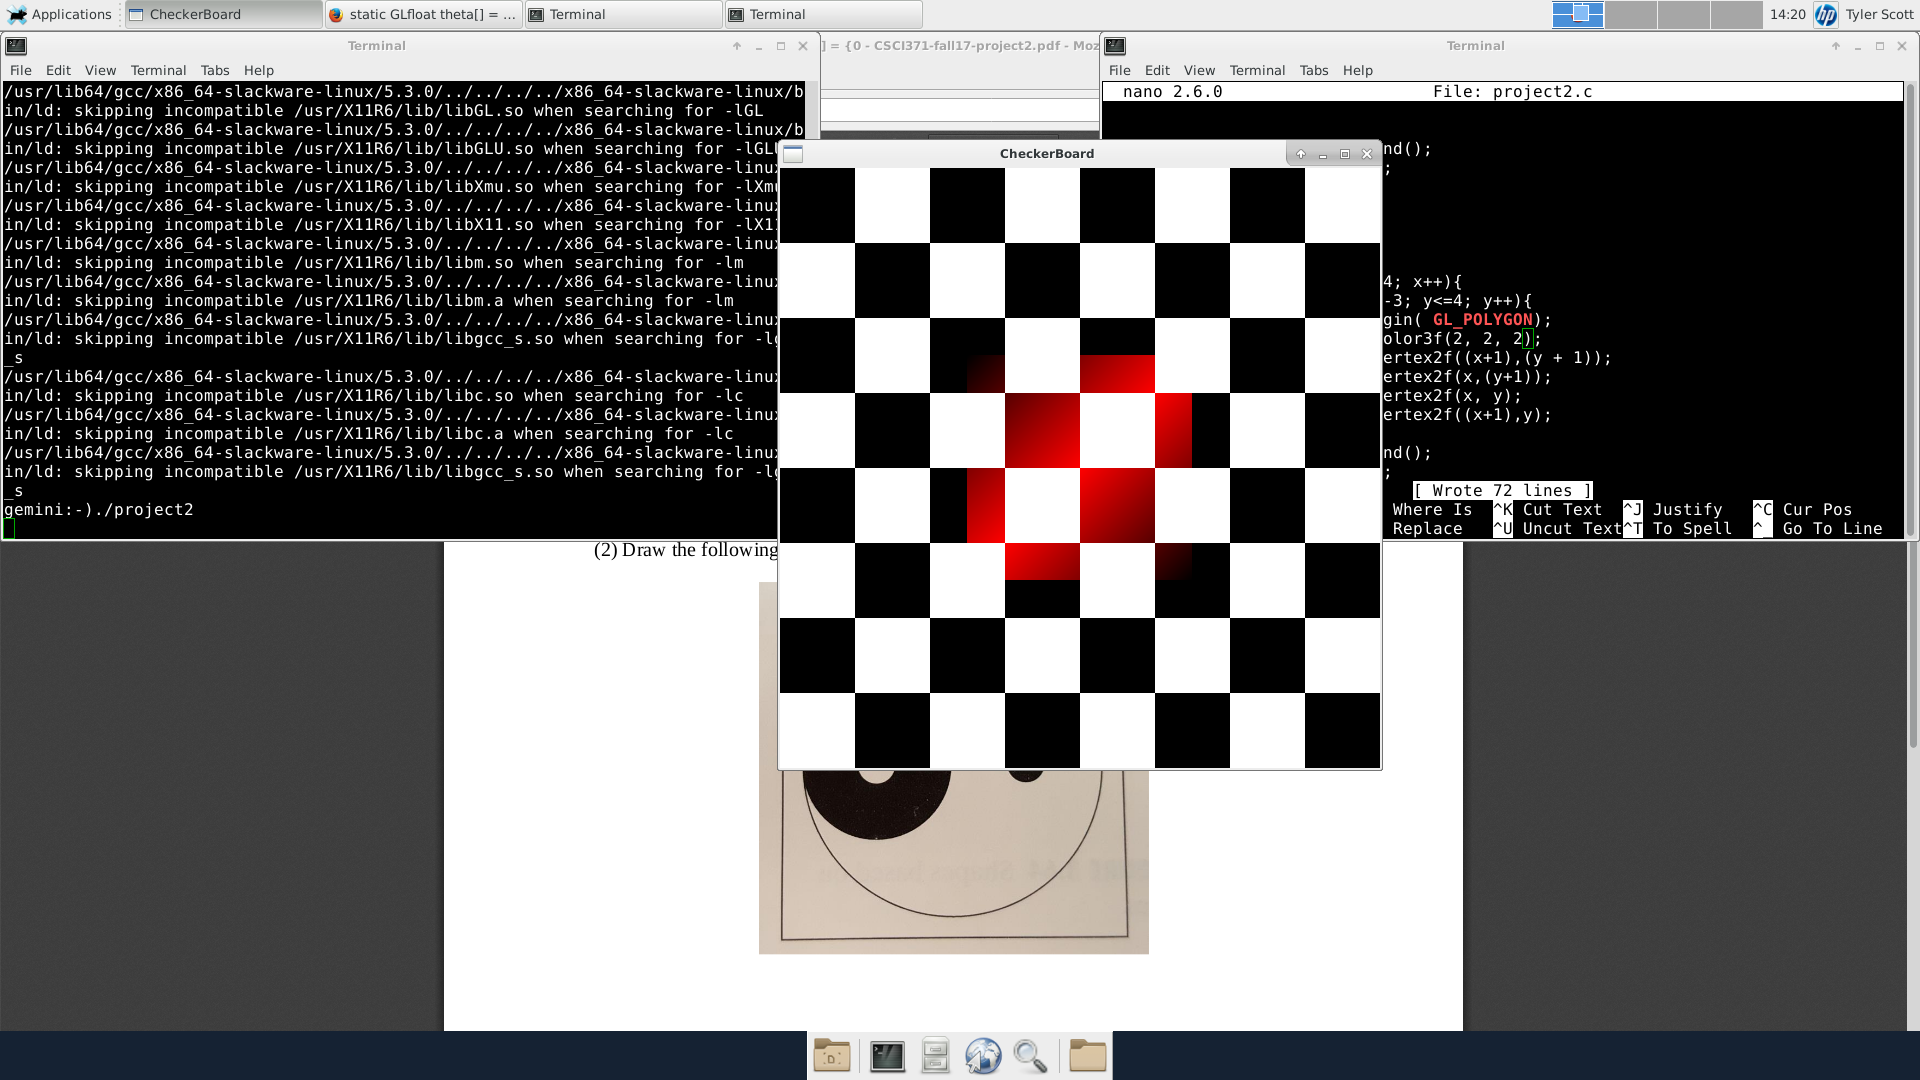 Applications
CheckerBoard
static GLfloat theta[] = ...
Terminal
Terminal
14:20
Tyler Scott
Terminal
] = {0 - CSCI371-fall17-project2.pdf - Moz
Terminal
File Edit View Terminal Tabs Help
File Edit View Terminal Tabs Help
/usr/lib64/gcc/x86_64-slackware-linux/5.3.0/../../../../x86_64-slackware-linux/b
in/ld: skipping incompatible /usr/X11R6/lib/libGL.so when searching for -lGL
/usr/lib64/gcc/x86_64-slackware-linux/5.3.0/../../../../x86_64-slackware-linux/b
in/ld: skipping incompatible /usr/X11R6/lib/libGLU.so when searching for -lGLU
/usr/lib64/gcc/x86_64-slackware-linux/5.3.0/../../../../x86_64-slackware-linux
in/ld: skipping incompatible /usr/X11R6/lib/libXmu.so when searching for -lXmu
/usr/lib64/gcc/x86_64-slackware-linux/5.3.0/../../../../x86_64-slackware-linux
in/ld: skipping incompatible /usr/X11R6/lib/libX11.so when searching for -lX1
/usr/lib64/gcc/x86_64-slackware-linux/5.3.0/../../../../x86_64-slackware-linux
in/ld: skipping incompatible /usr/X11R6/lib/libm.so when searching for -lm
/usr/lib64/gcc/x86_64-slackware-linux/5.3.0/../../../../x86_64-slackware-linux
in/ld: skipping incompatible /usr/X11R6/lib/libm.a when searching for -lm
/usr/lib64/gcc/x86_64-slackware-linux/5.3.0/../../../../x86_64-slackware-linux
in/ld: skipping incompatible /usr/X11R6/lib/libgcc_s.so when searching for -lg
_s
/usr/lib64/gcc/x86_64-slackware-linux/5.3.0/../../../../x86_64-slackware-linux
in/ld: skipping incompatible /usr/X11R6/lib/libc.so when searching for -lc
/usr/lib64/gcc/x86_64-slackware-linux/5.3.0/../../../../x86_64-slackware-linux
in/ld: skipping incompatible /usr/X11R6/lib/libc.a when searching for -lc
/usr/lib64/gcc/x86_64-slackware-linux/5.3.0/../../../../x86_64-slackware-linux
in/ld: skipping incompatible /usr/X11R6/lib/libgcc_s.so when searching for -lg
_s
gemini:-)./project2
CheckerBoard
nano 2.6.0 File: project2.c
nd();
;
4; x++){
-3; y<=4; y++){
gin( GL_POLYGON);
olor3f(2, 2, 2);
ertex2f((x+1),(y + 1));
ertex2f(x,(y+1));
ertex2f(x, y);
ertex2f((x+1),y);
nd();
;
[ Wrote 72 lines ]
Where Is ^K Cut Text ^J Justify ^C Cur Pos
Replace ^U Uncut Text ^T To Spell ^_ Go To Line
(2) Draw the following